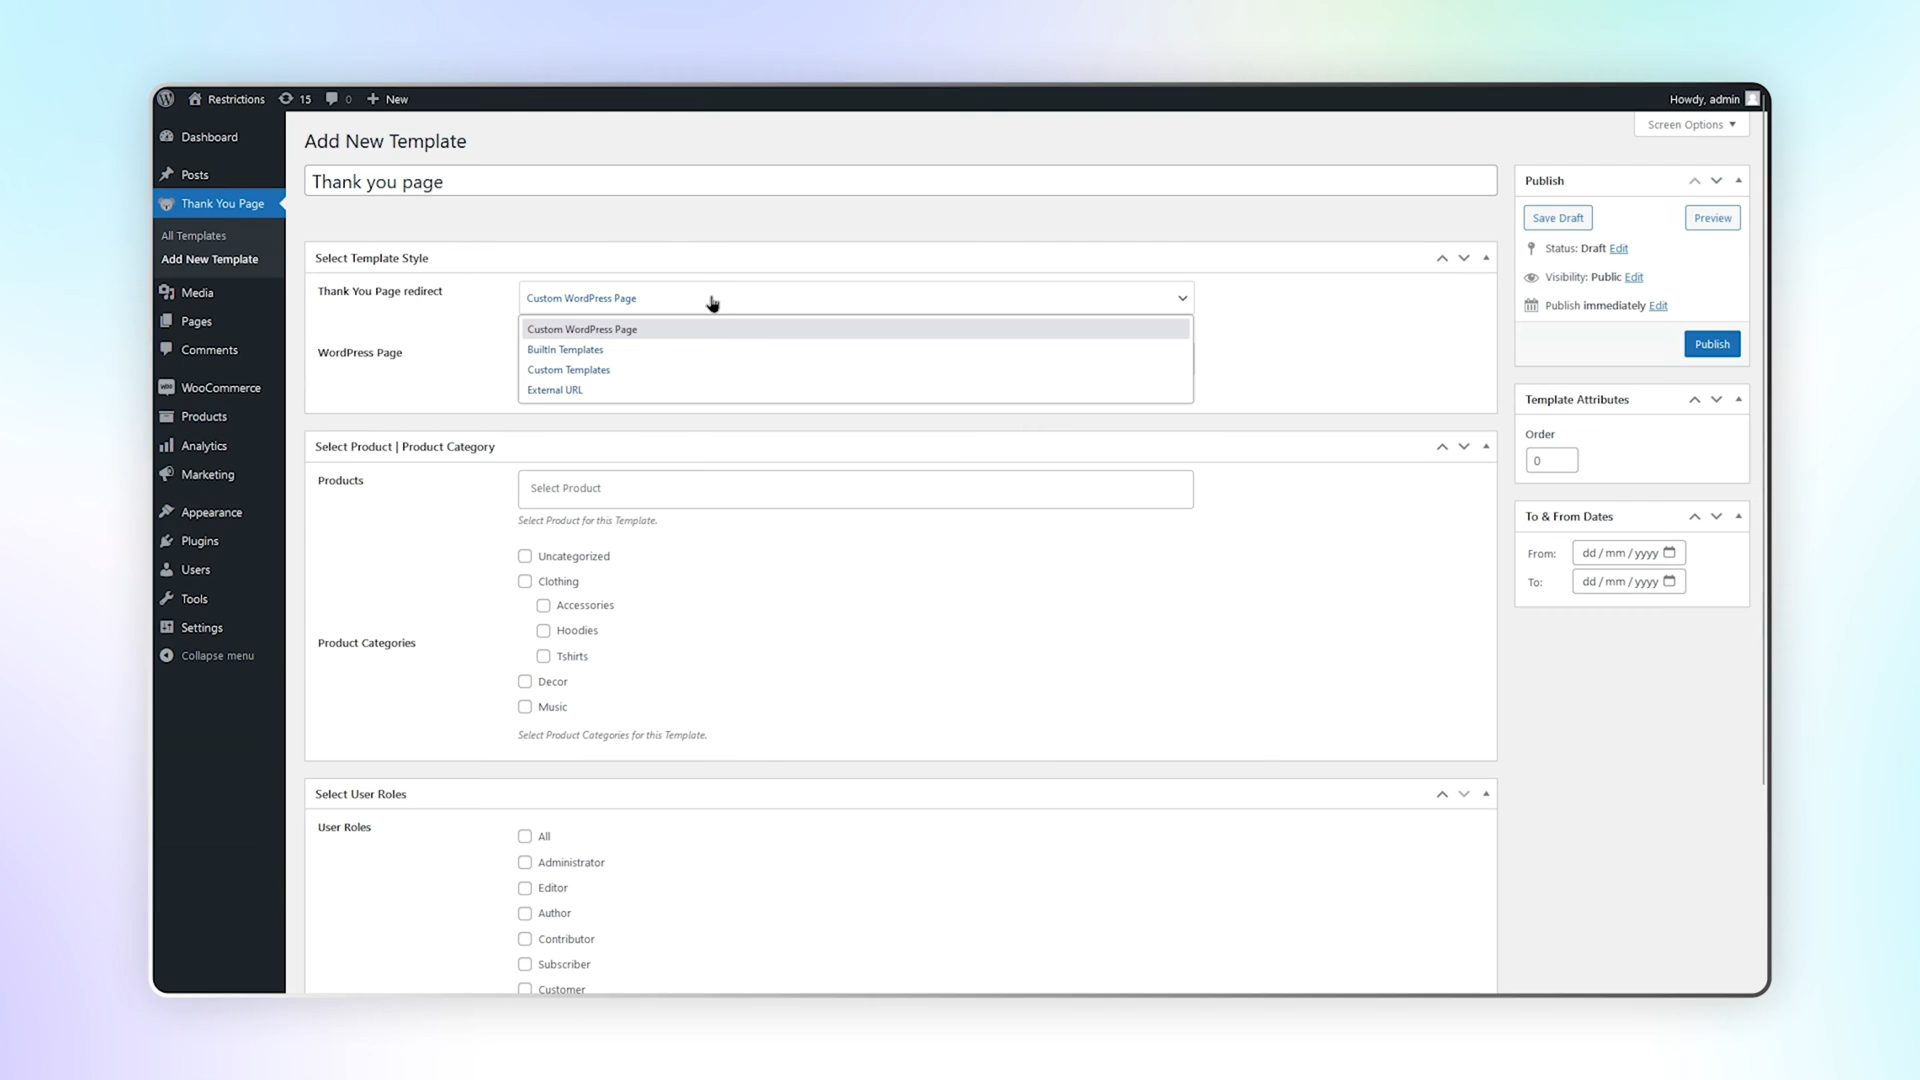 Restrictions 15 0 New Howdy, admin
Screen Options
Dashboard
Posts
Thank You Page
All Templates
Add New Template
Media
Pages
Comments
WooCommerce
Products
Analytics
Marketing
Appearance
Plugins
Users
Tools
Settings
Collapse menu
Add New Template
Thank you page
Select Template Style
Thank You Page redirect
Custom WordPress Page
Custom WordPress Page
BuiltIn Templates
Custom Templates
External URL
WordPress Page
Select Product | Product Category
Products
Select Product
Select Product for this Template.
Product Categories
Uncategorized
Clothing
Accessories
Hoodies
Tshirts
Decor
Music
Select Product Categories for this Template.
Select User Roles
User Roles
All
Administrator
Editor
Author
Contributor
Subscriber
Customer
Publish
Save Draft Preview
Status: Draft Edit
Visibility: Public Edit
Publish immediately Edit
Publish
Template Attributes
Order
0
To & From Dates
From: dd/mm/yyyy
To: dd/mm/yyyy